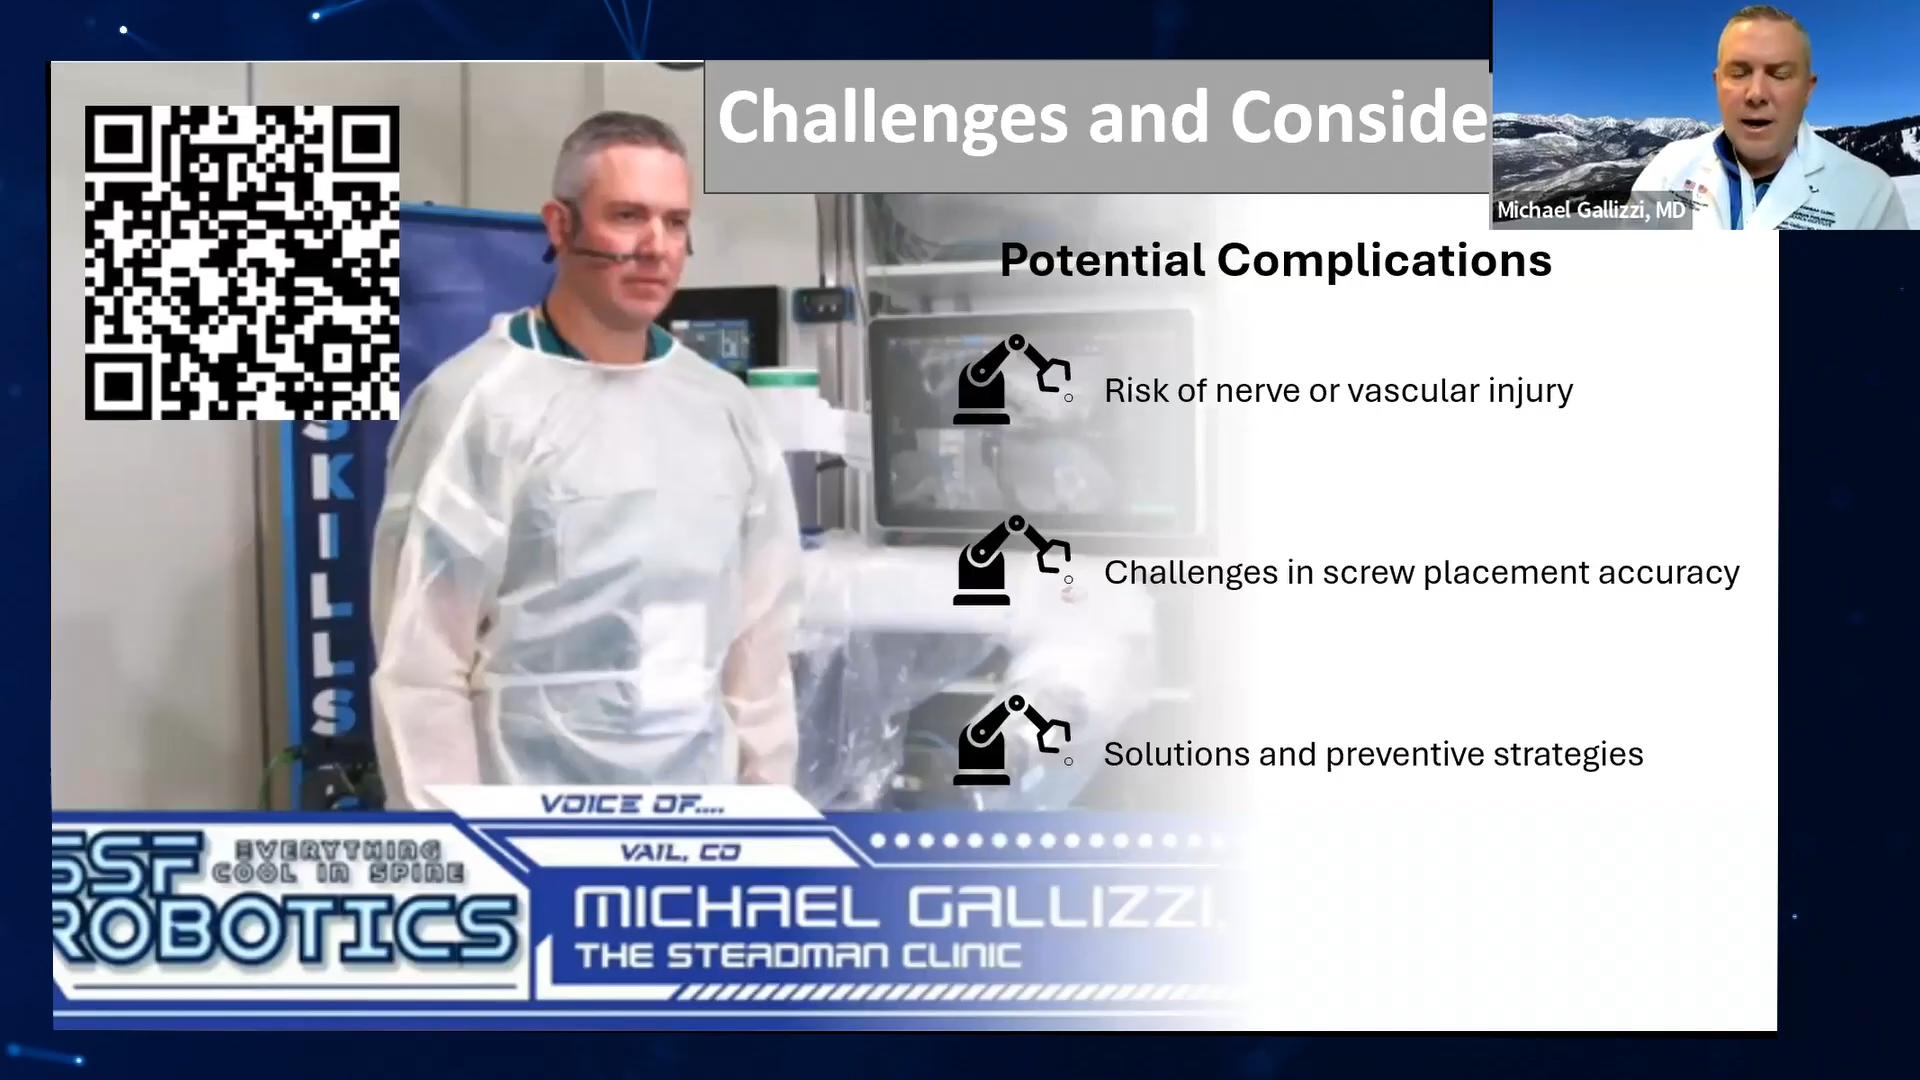 Challenges and Conside
Michael Gallizzi, MD
Potential Complications
Risk of nerve or vascular injury
Challenges in screw placement accuracy
Solutions and preventive strategies
SKILLS
VOICE OF....
VAIL, CO
SSF EVERYTHING
COOL IN SPINE
ROBOTICS
MICHAEL GALLIZZI,
THE STEADMAN CLINIC